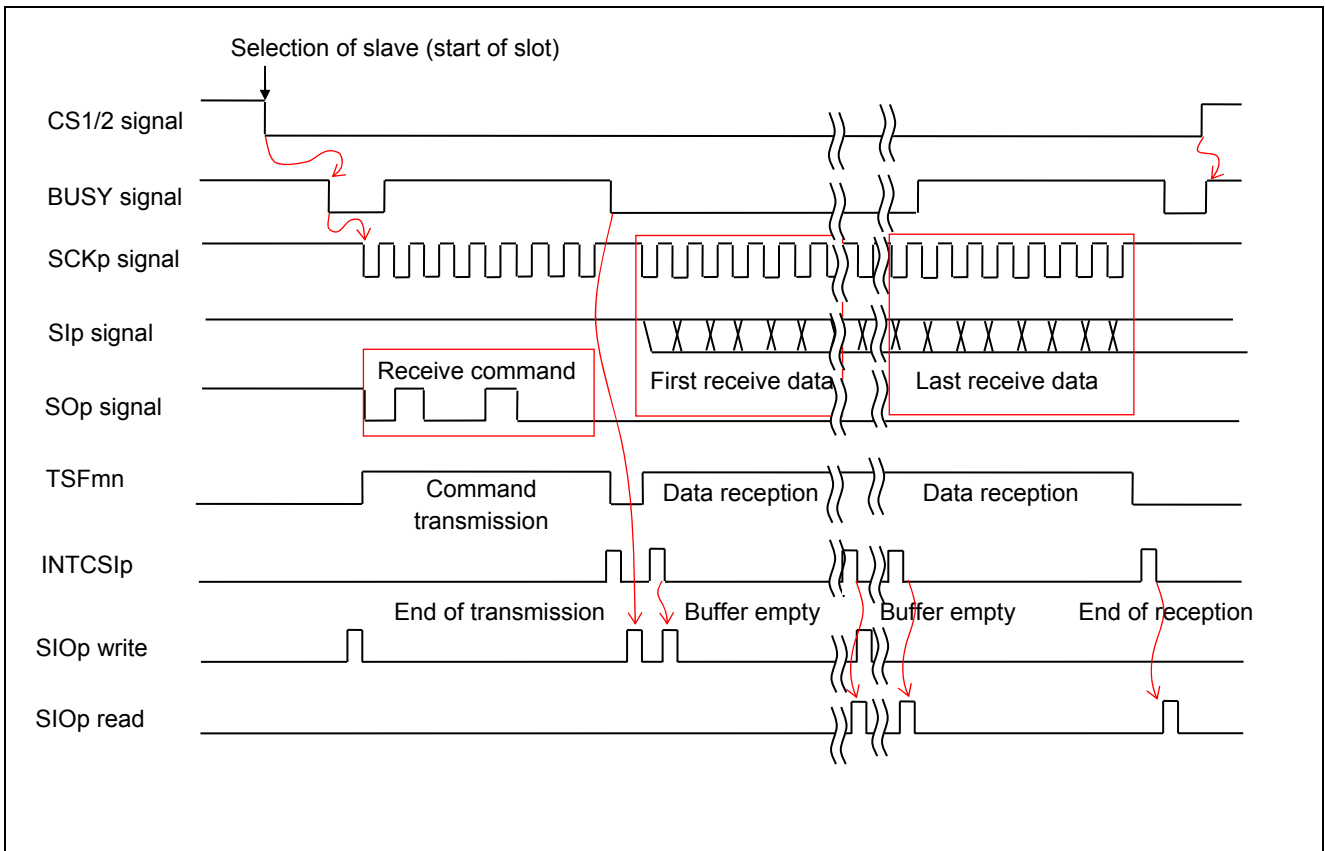 Selection of slave (start of slot)
CS1/2 signal
BUSY signal
SCKp signal
SIp signal
Receive command
First receive data
Last receive data
SOp signal
TSFmn
Command
transmission
Data reception
Data reception
INTCSIp
End of transmission
Buffer empty
Buffer empty
End of reception
SIOp write
SIOp read